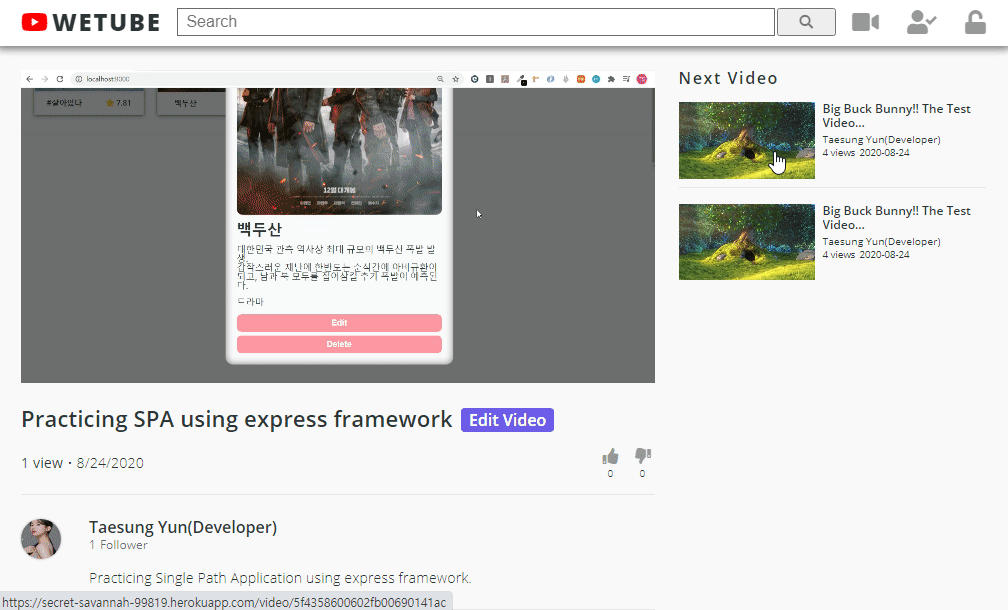 WETUBE
Search
localhost:3000
#살아있다 7.81
백두산
12월 대개봉
백두산
대한민국 관측 역사상 최대 규모의 백두산 폭발 발
생.
갑작스러운 재난에 한반도는 순식간에 아비규환이
되고, 남과 북 모두를 집어삼킬 추가 폭발이 예측된
다.
드라마
Edit
Delete
Next Video
Big Buck Bunny!! The Test
Video...
Taesung Yun(Developer)
4 views 2020-08-24
Big Buck Bunny!! The Test
Video...
Taesung Yun(Developer)
4 views 2020-08-24
Practicing SPA using express framework Edit Video
1 view · 8/24/2020
0 0
Taesung Yun(Developer)
1 Follower
Practicing Single Path Application using express framework.
https://secret-savannah-99819.herokuapp.com/video/5f4358600602fb00690141ac